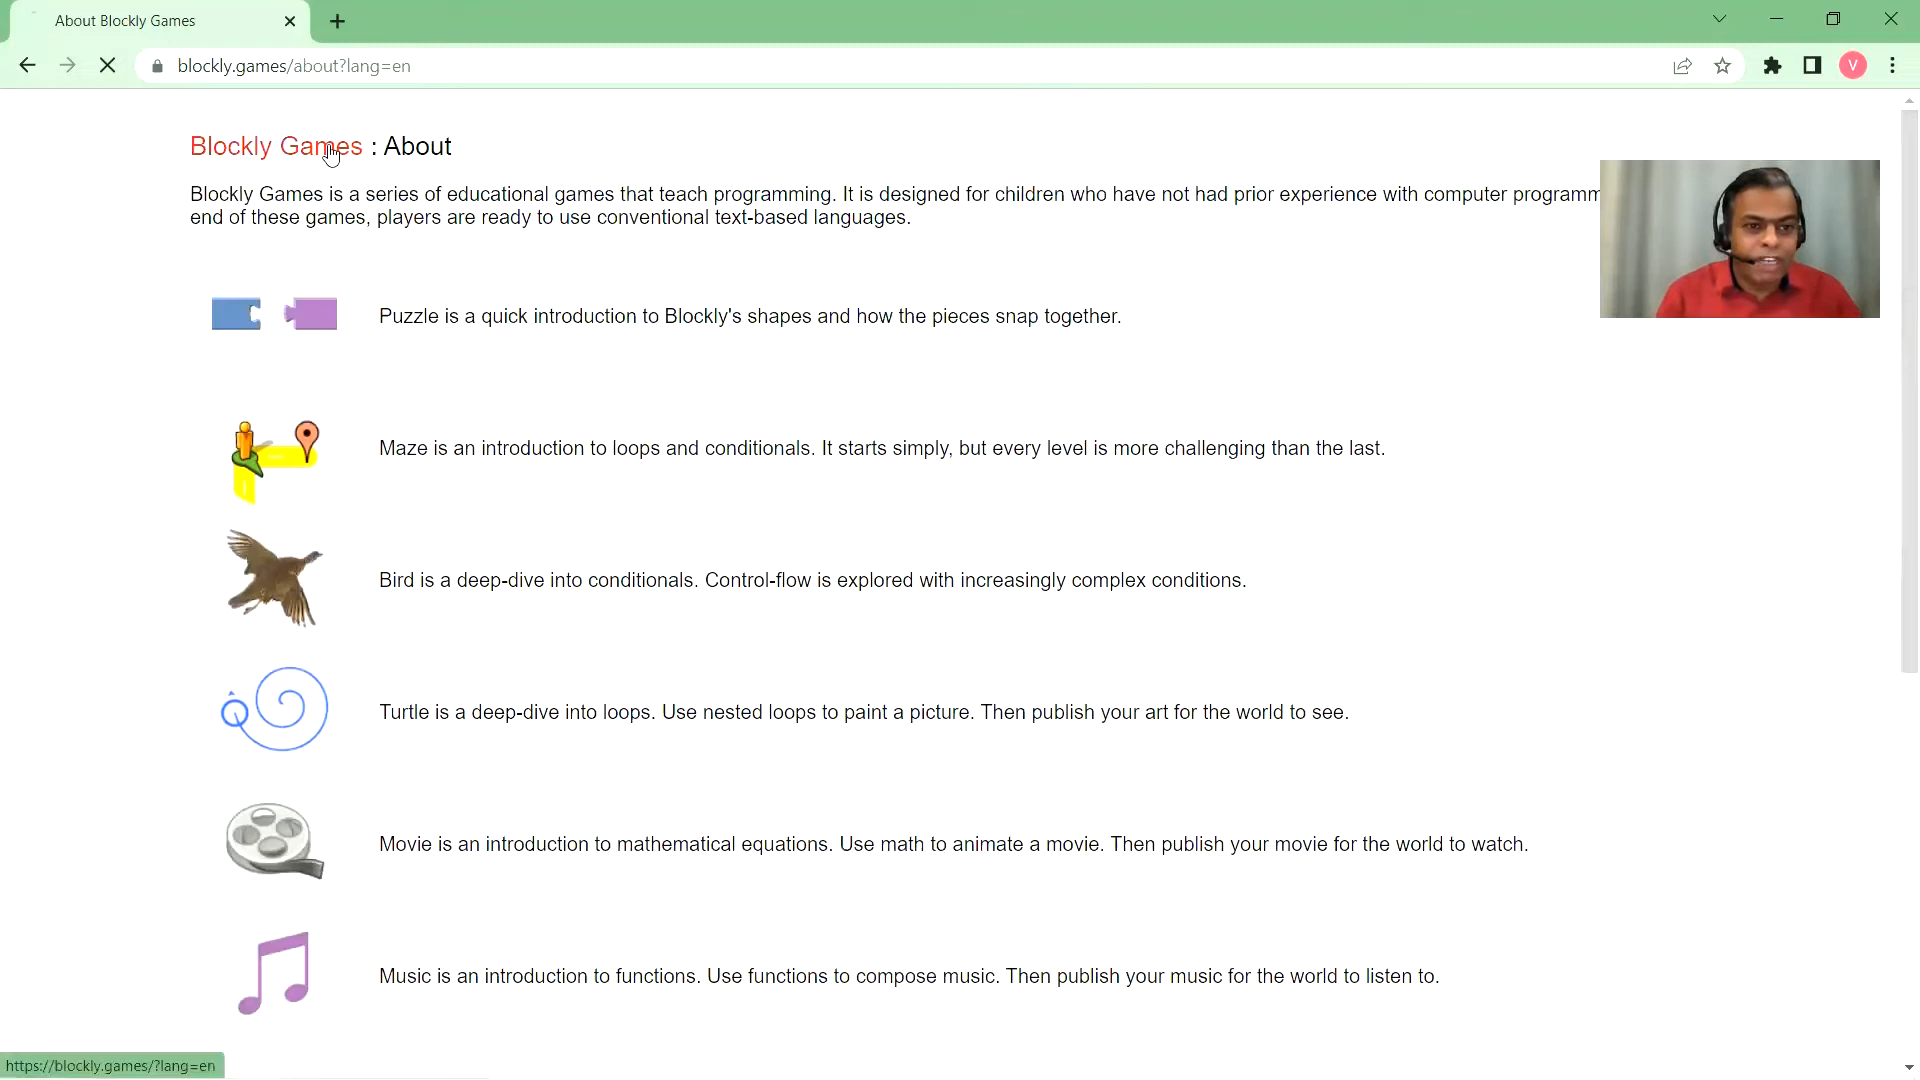 About Blockly Games
blockly.games/about?lang=en
V
Blockly Games : About
Blockly Games is a series of educational games that teach programming. It is designed for children who have not had prior experience with computer
end of these games, players are ready to use conventional text-based languages.
Puzzle is a quick introduction to Blockly's shapes and how the pieces snap together.
Maze is an introduction to loops and conditionals. It starts simply, but every level is more challenging than the last.
Bird is a deep-dive into conditionals. Control-flow is explored with increasingly complex conditions.
Turtle is a deep-dive into loops. Use nested loops to paint a picture. Then publish your art for the world to see.
Movie is an introduction to mathematical equations. Use math to animate a movie. Then publish your movie for the world to watch.
Music is an introduction to functions. Use functions to compose music. Then publish your music for the world to listen to.
https://blockly.games/?lang=en